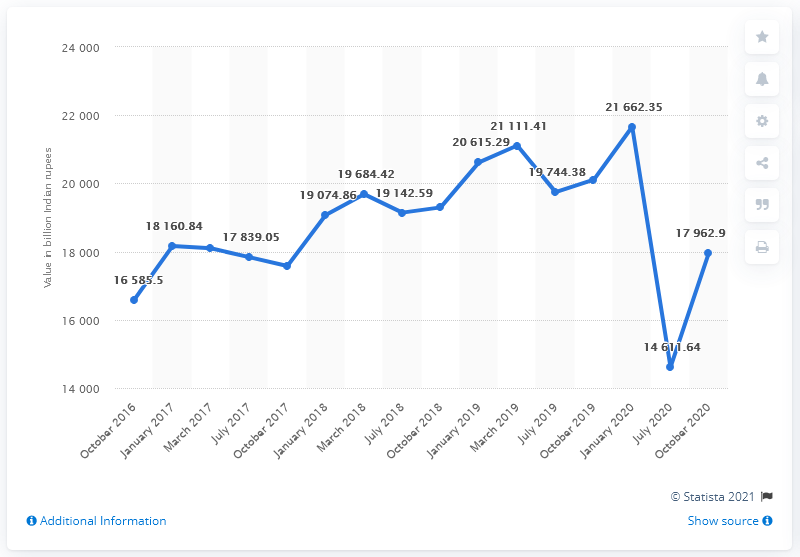 24 000
22 000
20 000
18 000
16 000
14 000
Value in billion Indian rupees
16 585.5
18 160.84
17 839.05
19 074.86
19 684.42
19 142.59
20 615.29
21 111.41
19 744.38
21 662.35
14 611.64
17 962.9
October 2016
January 2017
March 2017
July 2017
October 2017
January 2018
March 2018
July 2018
October 2018
January 2019
March 2019
July 2019
October 2019
January 2020
July 2020
October 2020
© Statista 2021
Additional Information
Show source